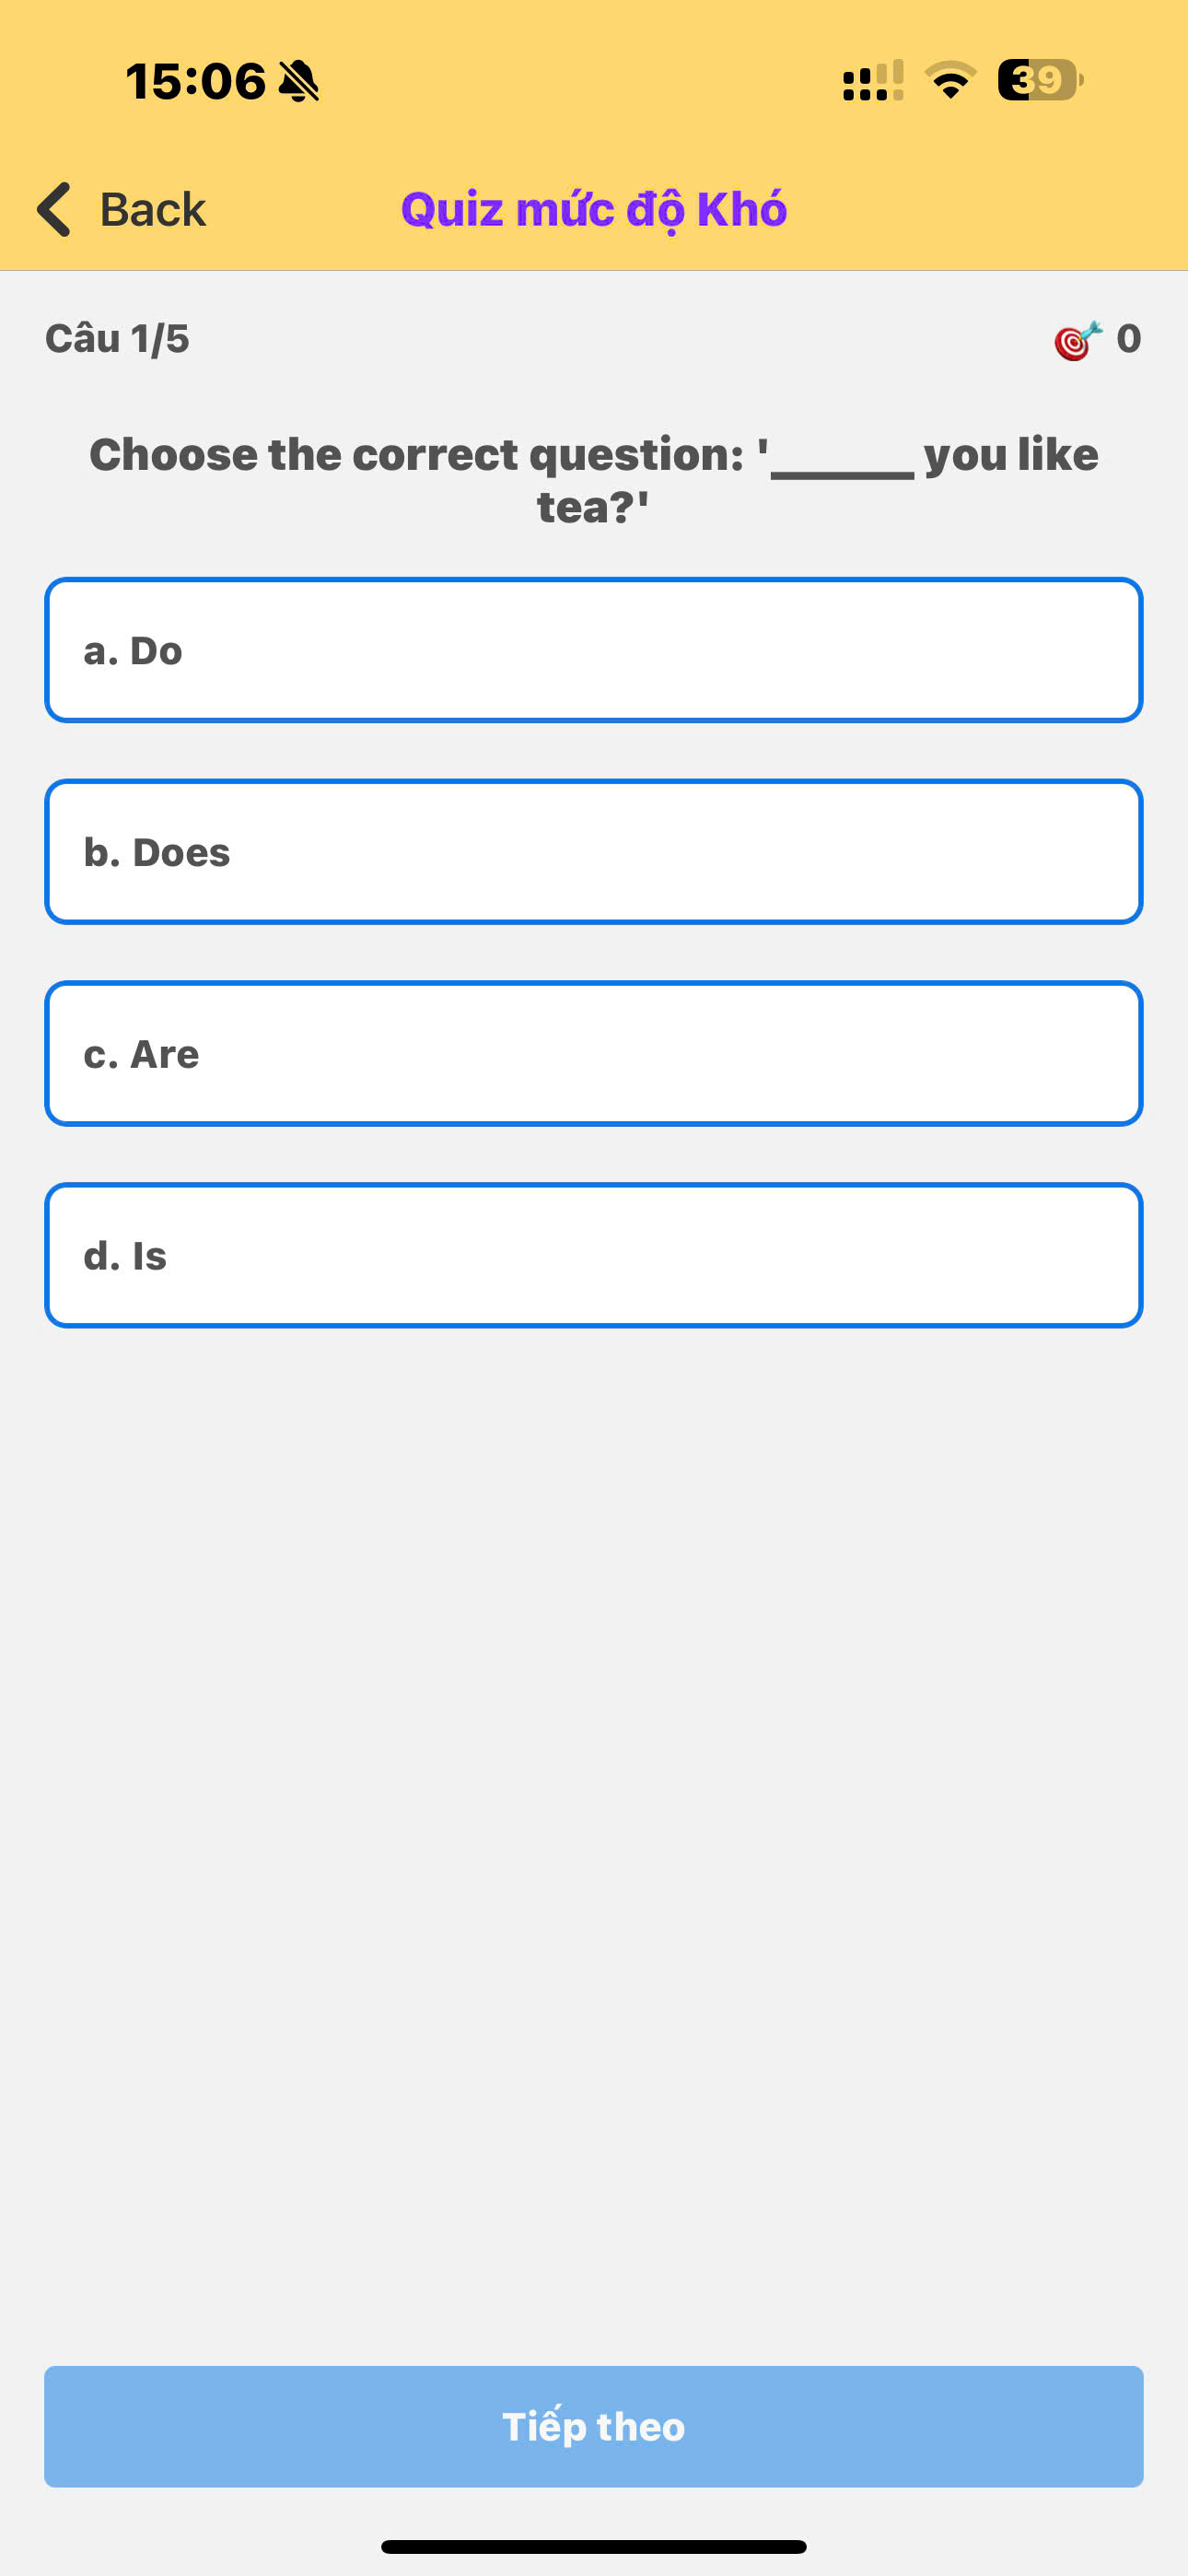 15:06
39
Back
Quiz mức độ Khó
Câu 1/5
0
Choose the correct question: '______ you like
tea?'
a. Do
b. Does
c. Are
d. Is
Tiếp theo